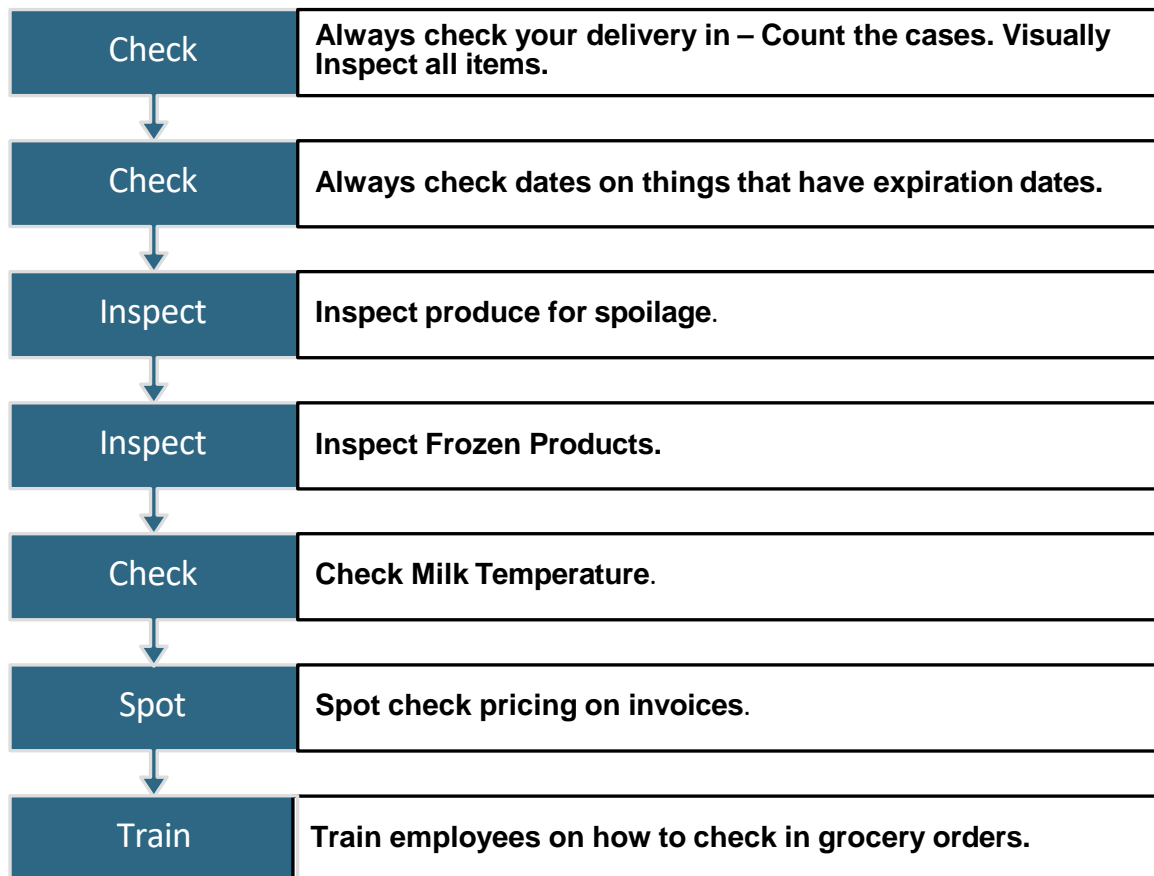 Check
Always check your delivery in – Count the cases. Visually
Inspect all items.
Check
Always check dates on things that have expiration dates.
Inspect
Inspect produce for spoilage.
Inspect
Inspect Frozen Products.
Check
Check Milk Temperature.
Spot
Spot check pricing on invoices.
Train
Train employees on how to check in grocery orders.